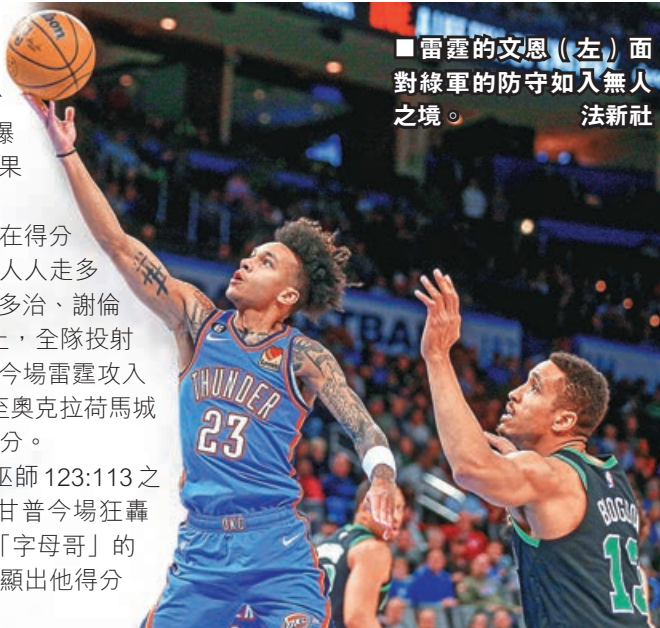 ■雷霆的文恩（左）面
對綠軍的防守如入無人
之境。 法新社
爆
果
在得分
人人走多
多治、謝倫
上，全隊投射
今場雷霆攻入
至奧克拉荷馬城
分。
巫師 123:113 之
甘普今場狂轟
「字母哥」的
顯出他得分
THUNDER
23
OKC
13